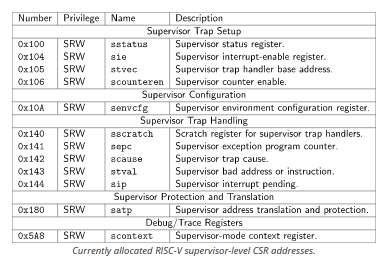 Number Privilege Name Description
Supervisor Trap Setup
0x100 SRW sstatus Supervisor status register.
0x104 SRW sie Supervisor interrupt-enable register.
0x105 SRW stvec Supervisor trap handler base address.
0x106 SRW scounteren Supervisor counter enable.
Supervisor Configuration
0x10A SRW senvcfg Supervisor environment configuration register.
Supervisor Trap Handling
0x140 SRW sscratch Scratch register for supervisor trap handlers.
0x141 SRW sepc Supervisor exception program counter.
0x142 SRW scause Supervisor trap cause.
0x143 SRW stval Supervisor bad address or instruction.
0x144 SRW sip Supervisor interrupt pending.
Supervisor Protection and Translation
0x180 SRW satp Supervisor address translation and protection.
Debug/Trace Registers
0x5A8 SRW scontext Supervisor-mode context register.
Currently allocated RISC-V supervisor-level CSR addresses.